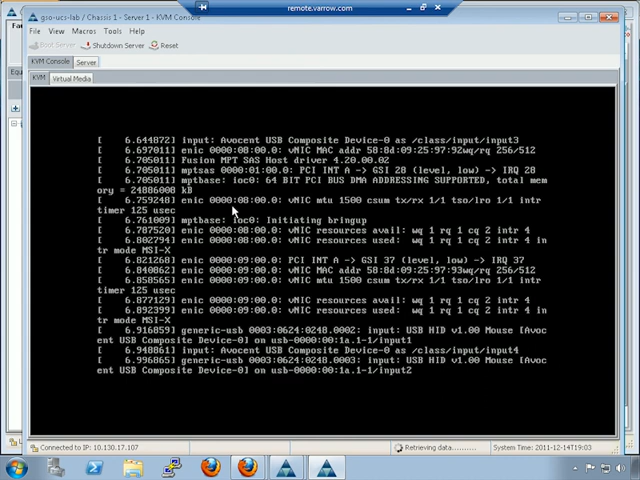 remote.varrow.com
gso-ucs-lab / Chassis 1 - Server 1 - KVM Console
File View Macros Tools Help
Boot Server Shutdown Server Reset
KVM Console Server
KVM Virtual Media
[    6.644872] input: Avocent USB Composite Device-0 as /class/input/input3
[    6.697011] enic 0000:08:00.0: vNIC MAC addr 58:8d:09:25:97:92wq/rq 256/512
[    6.705011] Fusion MPT SAS Host driver 4.20.00.02
[    6.705011] mptsas 0000:01:00.0: PCI INT A -> GSI 28 (level, low) -> IRQ 28
[    6.705011] mptbase: ioc0: 64 BIT PCI BUS DMA ADDRESSING SUPPORTED, total mem
ory = 24886008 kB
[    6.759248] enic 0000:08:00.0: vNIC mtu 1500 csum tx/rx 1/1 tso/lro 1/1 intr
timer 125 usec
[    6.761009] mptbase: ioc0: Initiating bringup
[    6.787520] enic 0000:08:00.0: vNIC resources avail: wq 1 rq 1 cq 2 intr 4
[    6.802794] enic 0000:08:00.0: vNIC resources used:  wq 1 rq 1 cq 2 intr 4 in
tr mode MSI-X
[    6.821268] enic 0000:09:00.0: PCI INT A -> GSI 37 (level, low) -> IRQ 37
[    6.840862] enic 0000:09:00.0: vNIC MAC addr 58:8d:09:25:97:93wq/rq 256/512
[    6.858565] enic 0000:09:00.0: vNIC mtu 1500 csum tx/rx 1/1 tso/lro 1/1 intr
timer 125 usec
[    6.877129] enic 0000:09:00.0: vNIC resources avail: wq 1 rq 1 cq 2 intr 4
[    6.892399] enic 0000:09:00.0: vNIC resources used:  wq 1 rq 1 cq 2 intr 4 in
tr mode MSI-X
[    6.916859] generic-usb 0003:0624:0248.0002: input: USB HID v1.00 Mouse [Avoc
ent USB Composite Device-0] on usb-0000:00:1a.1-1/input1
[    6.948861] input: Avocent USB Composite Device-0 as /class/input/input4
[    6.996865] generic-usb 0003:0624:0248.0003: input: USB HID v1.00 Mouse [Avoc
ent USB Composite Device-0] on usb-0000:00:1a.1-1/input2
Connected to IP: 10.130.17.107 Retrieving data.......... System Time: 2011-12-14T19:03